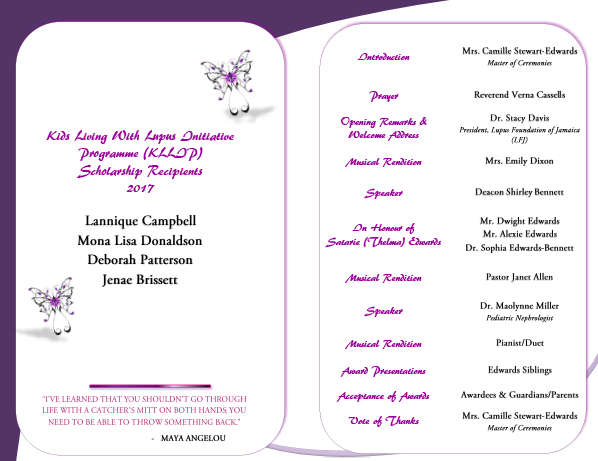 Kids Living With Lupus Initiative
Programme (KLLIP)
Scholarship Recipients
2017
Lannique Campbell
Mona Lisa Donaldson
Deborah Patterson
Jenae Brissett
“I’VE LEARNED THAT YOU SHOULDN’T GO THROUGH
LIFE WITH A CATCHER’S MITT ON BOTH HANDS, YOU
NEED TO BE ABLE TO THROW SOMETHING BACK.”
- MAYA ANGELOU
Introduction Mrs. Camille Stewart-Edwards
Master of Ceremonies
Prayer Reverend Verna Cassells
Opening Remarks & Dr. Stacy Davis
Welcome Address President, Lupus Foundation of Jamaica
(LFJ)
Musical Rendition Mrs. Emily Dixon
Speaker Deacon Shirley Bennett
In Honour of Mr. Dwight Edwards
Mr. Alexie Edwards
Satarie (Thelma) Edwards Dr. Sophia Edwards-Bennett
Musical Rendition Pastor Janet Allen
Speaker Dr. Maolynne Miller
Pediatric Nephrologist
Musical Rendition Pianist/Duet
Award Presentations Edwards Siblings
Acceptance of Awards Awardees & Guardians/Parents
Vote of Thanks Mrs. Camille Stewart-Edwards
Master of Ceremonies